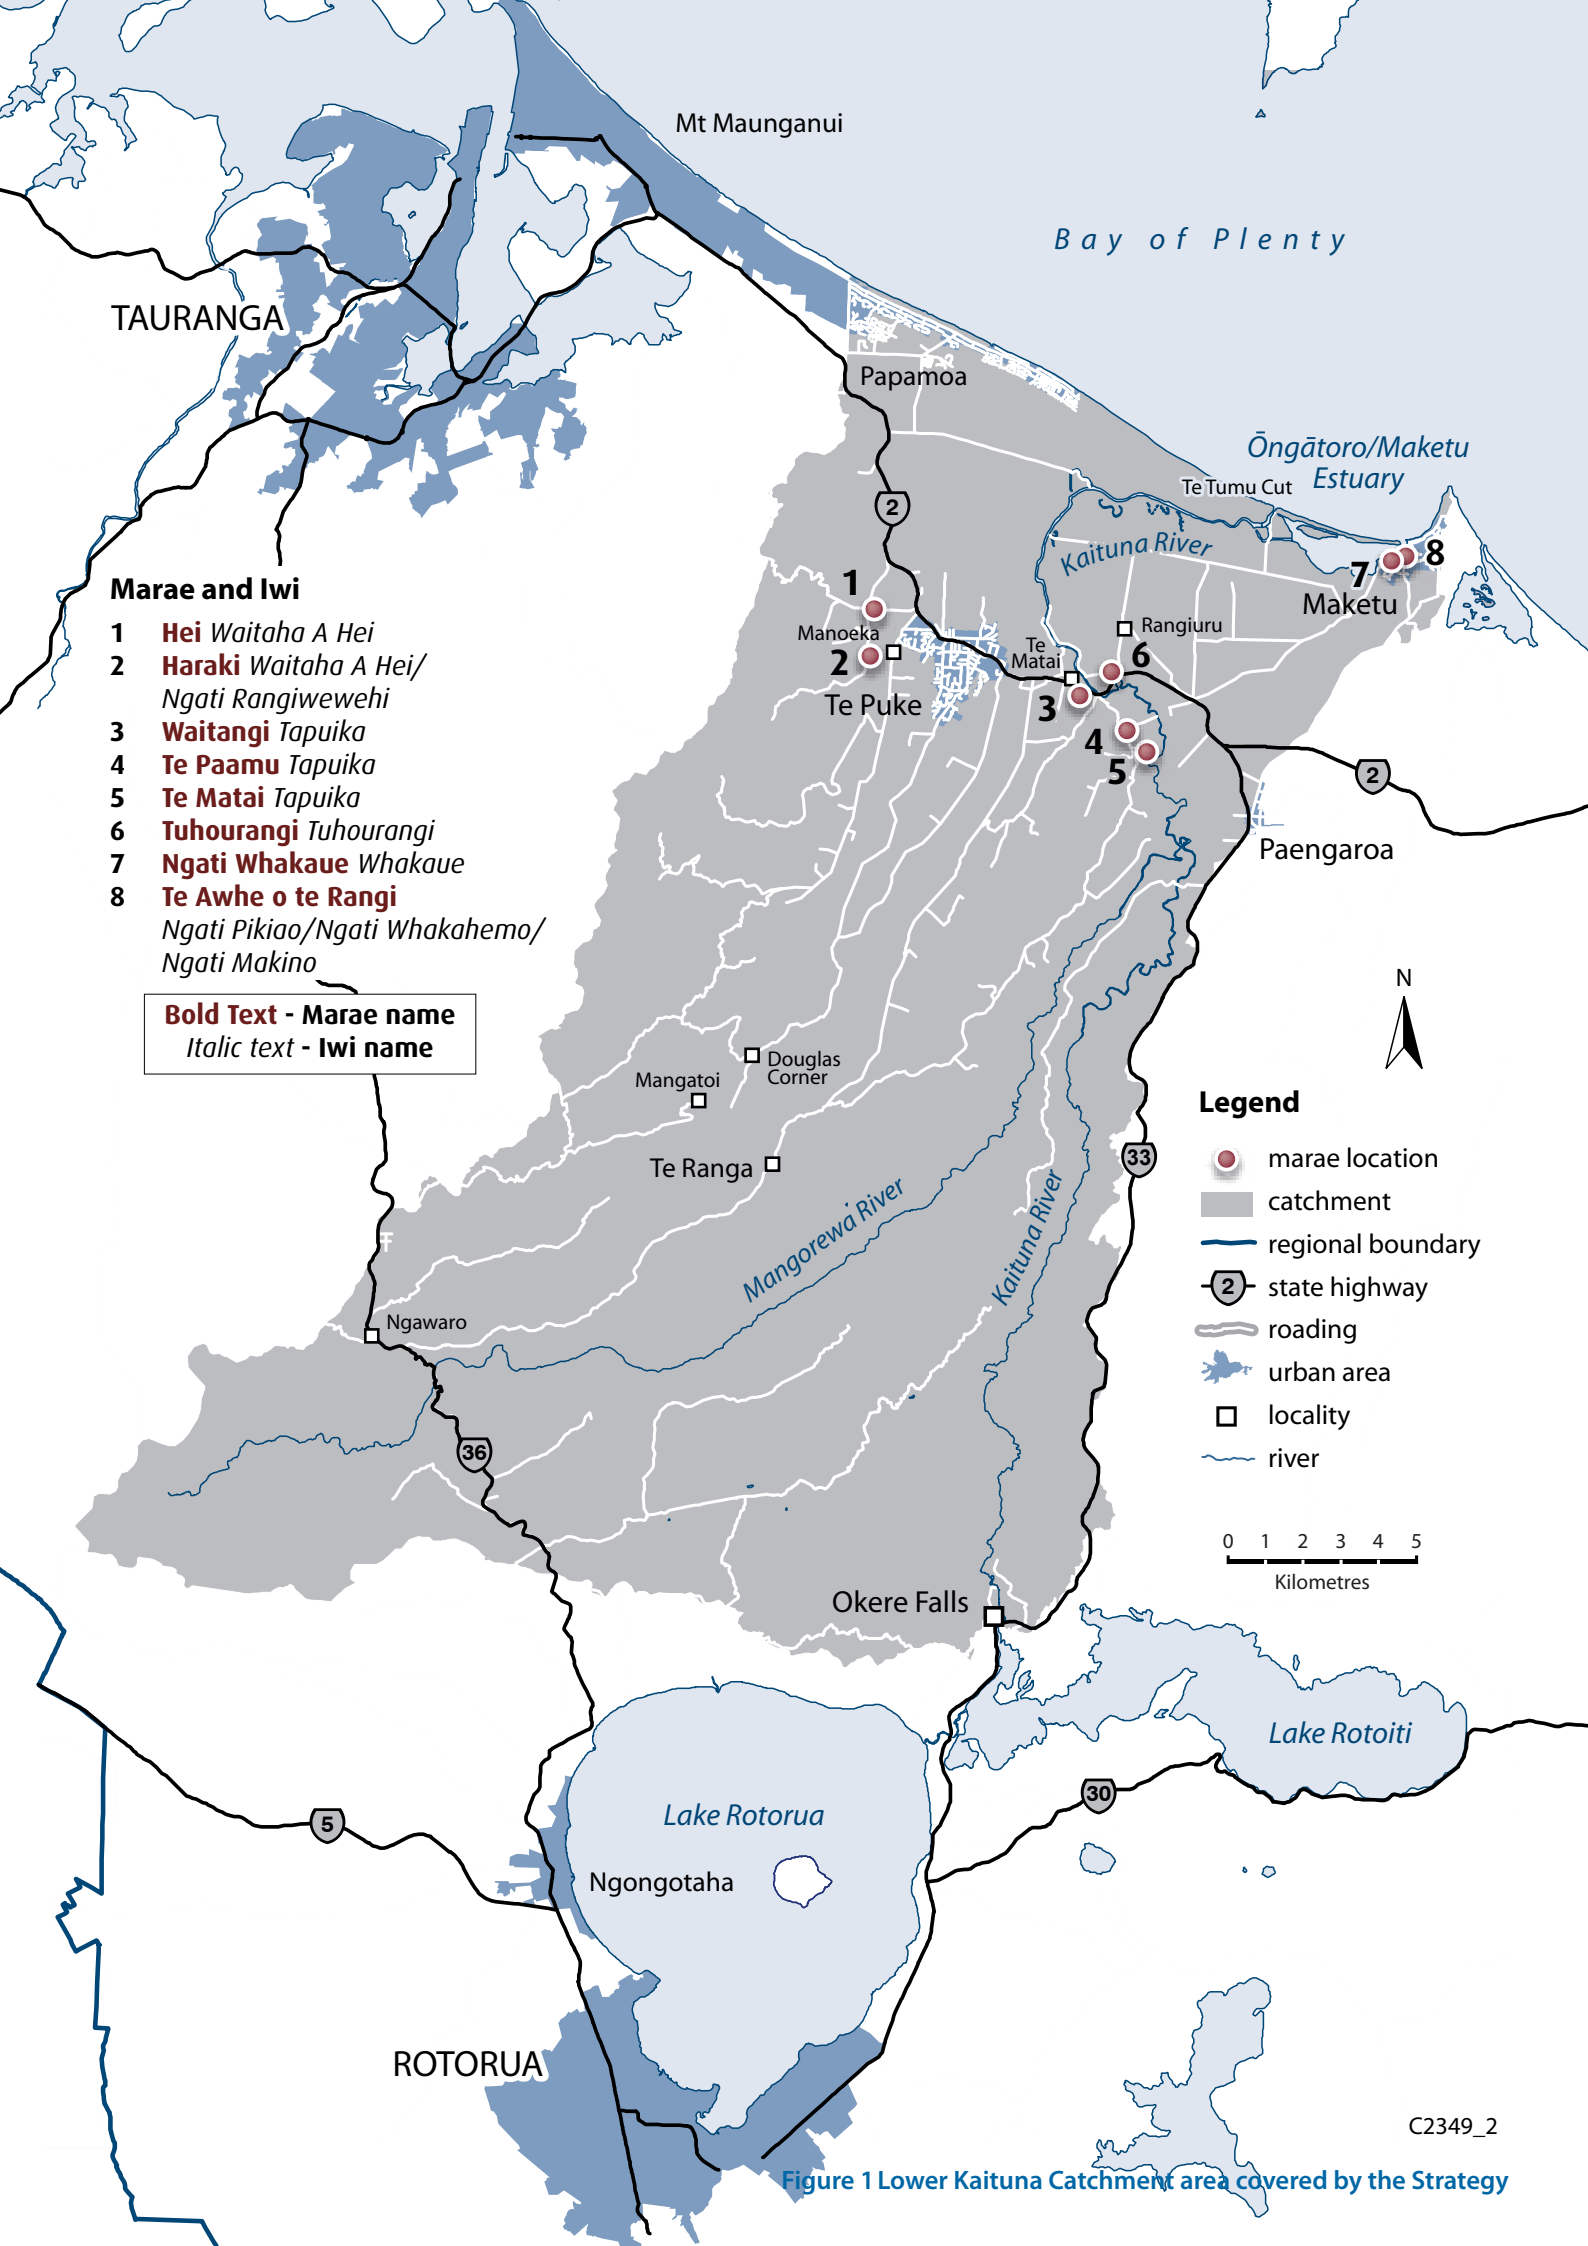 Mt Maunganui
Bay of Plenty
TAURANGA
Papamoa
Ōngātoro/Maketu
Estuary
Te Tumu Cut
2
Kaituna River
8
7
Maketu
1
Manoeka
2
Te Puke
Te
Matai
Rangiuru
6
3
4
5
2
Paengaroa
Marae and Iwi
1 Hei Waitaha A Hei
2 Haraki Waitaha A Hei/
Ngati Rangiwewehi
3 Waitangi Tapuika
4 Te Paamu Tapuika
5 Te Matai Tapuika
6 Tuhourangi Tuhourangi
7 Ngati Whakaue Whakaue
8 Te Awhe o te Rangi
Ngati Pikiao/Ngati Whakahemo/
Ngati Makino
Bold Text - Marae name
Italic text - Iwi name
N
Douglas
Corner
Mangatoi
Te Ranga
Mangorewa River
Kaituna River
33
Ngawaro
36
Legend
marae location
catchment
regional boundary
2 state highway
roading
urban area
locality
river
0 1 2 3 4 5
Kilometres
Okere Falls
Lake Rotoiti
30
5
Lake Rotorua
Ngongotaha
ROTORUA
C2349_2
Figure 1 Lower Kaituna Catchment area covered by the Strategy